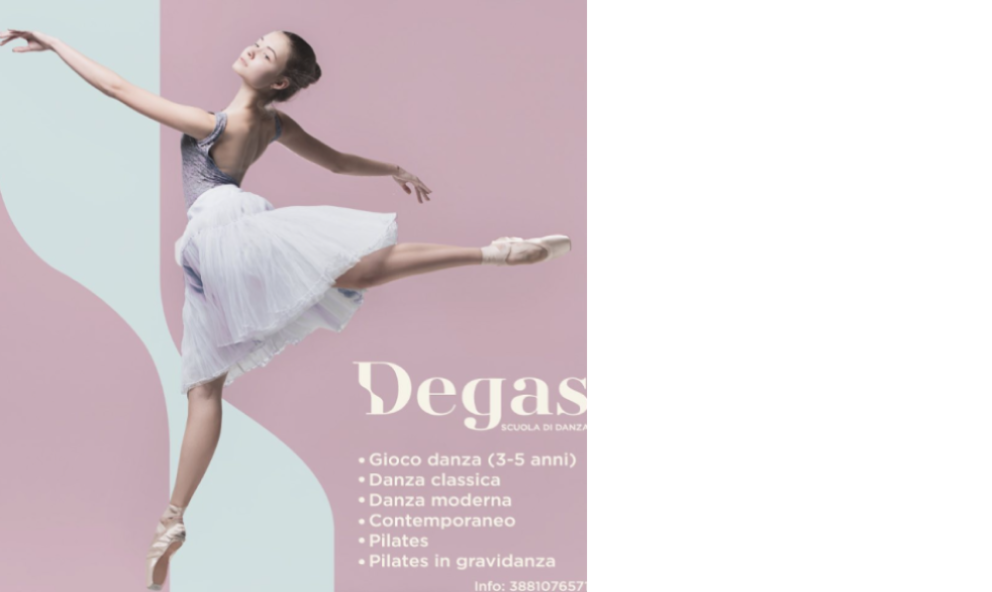 Degas
SCUOLA DI DANZA
• Gioco danza (3-5 anni)
• Danza classica
• Danza moderna
• Contemporaneo
• Pilates
• Pilates in gravidanza
Info: 3881076571